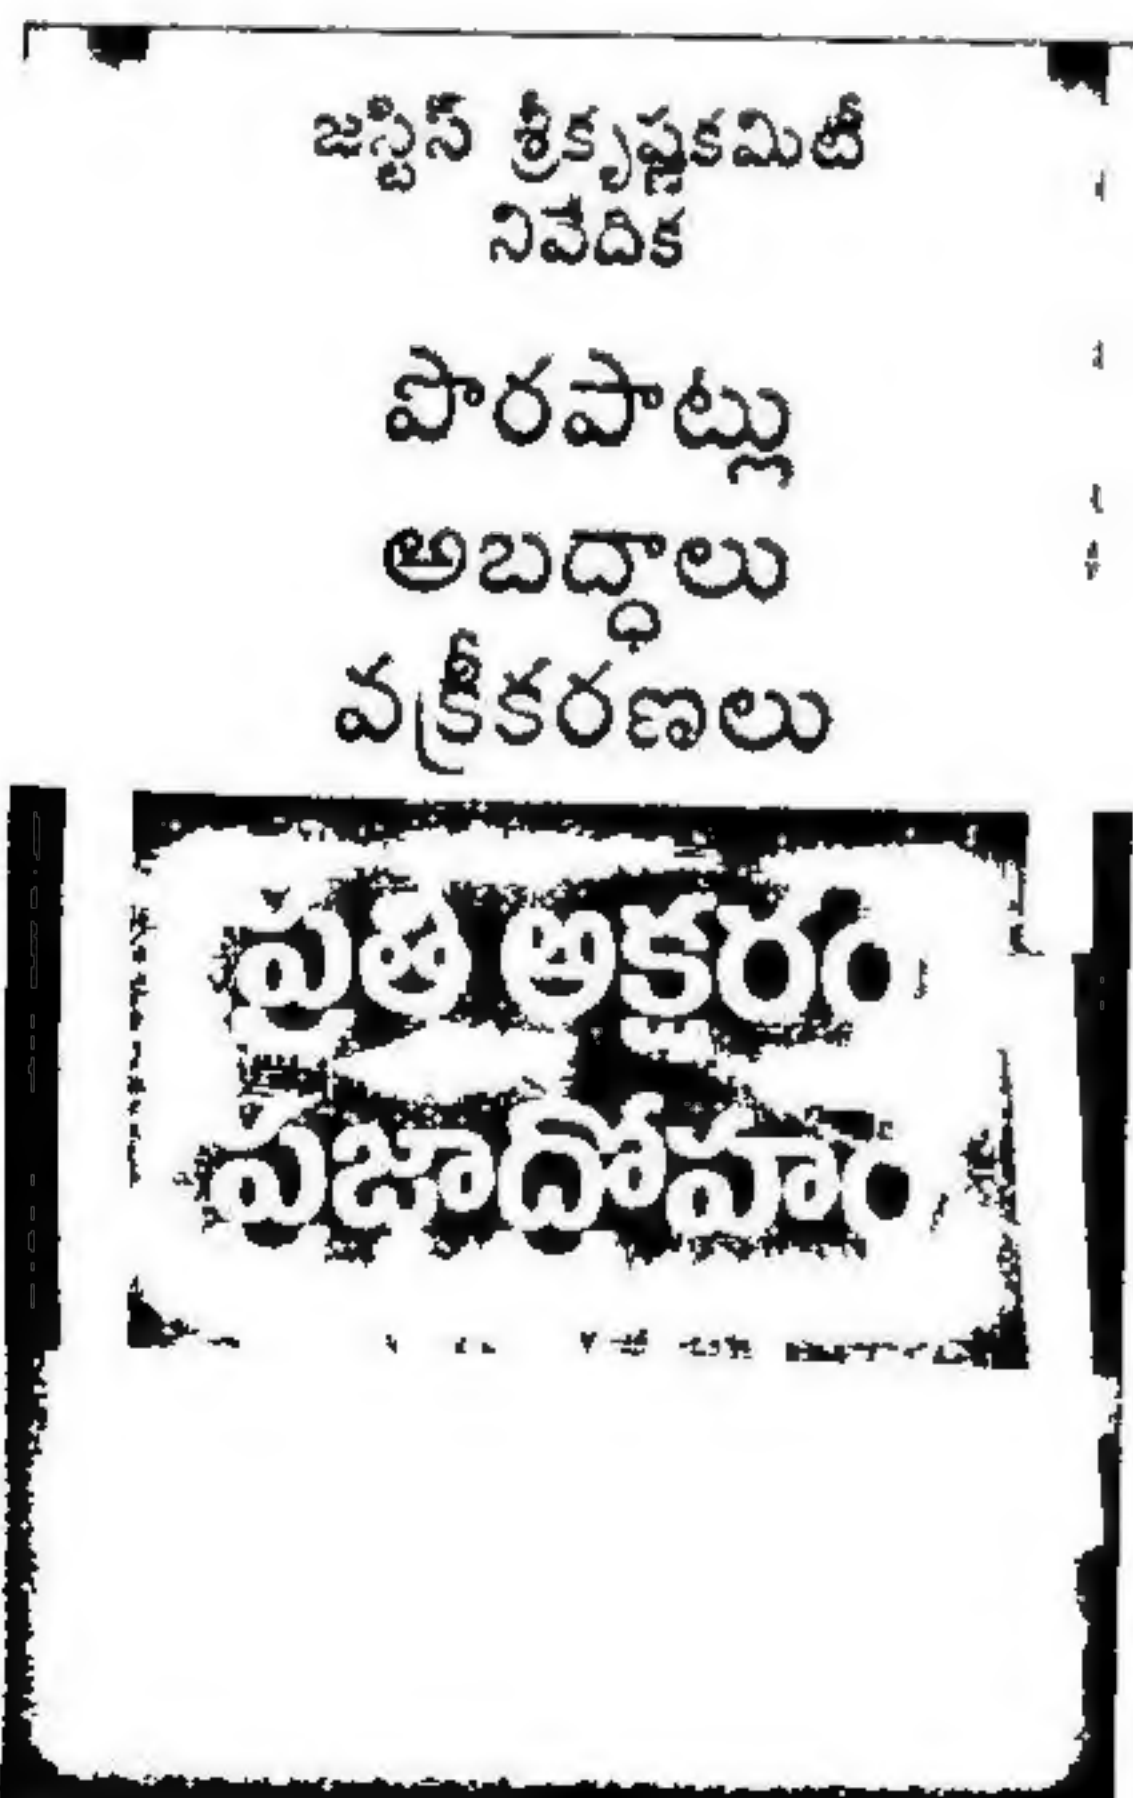 జస్టిస్ శ్రీకృష్ణకమిటీ
నివేదిక
పొరపాట్లు
అబద్ధాలు
వక్రీకరణలు
ప్రతి అక్షరం
ప్రజాద్రోహం